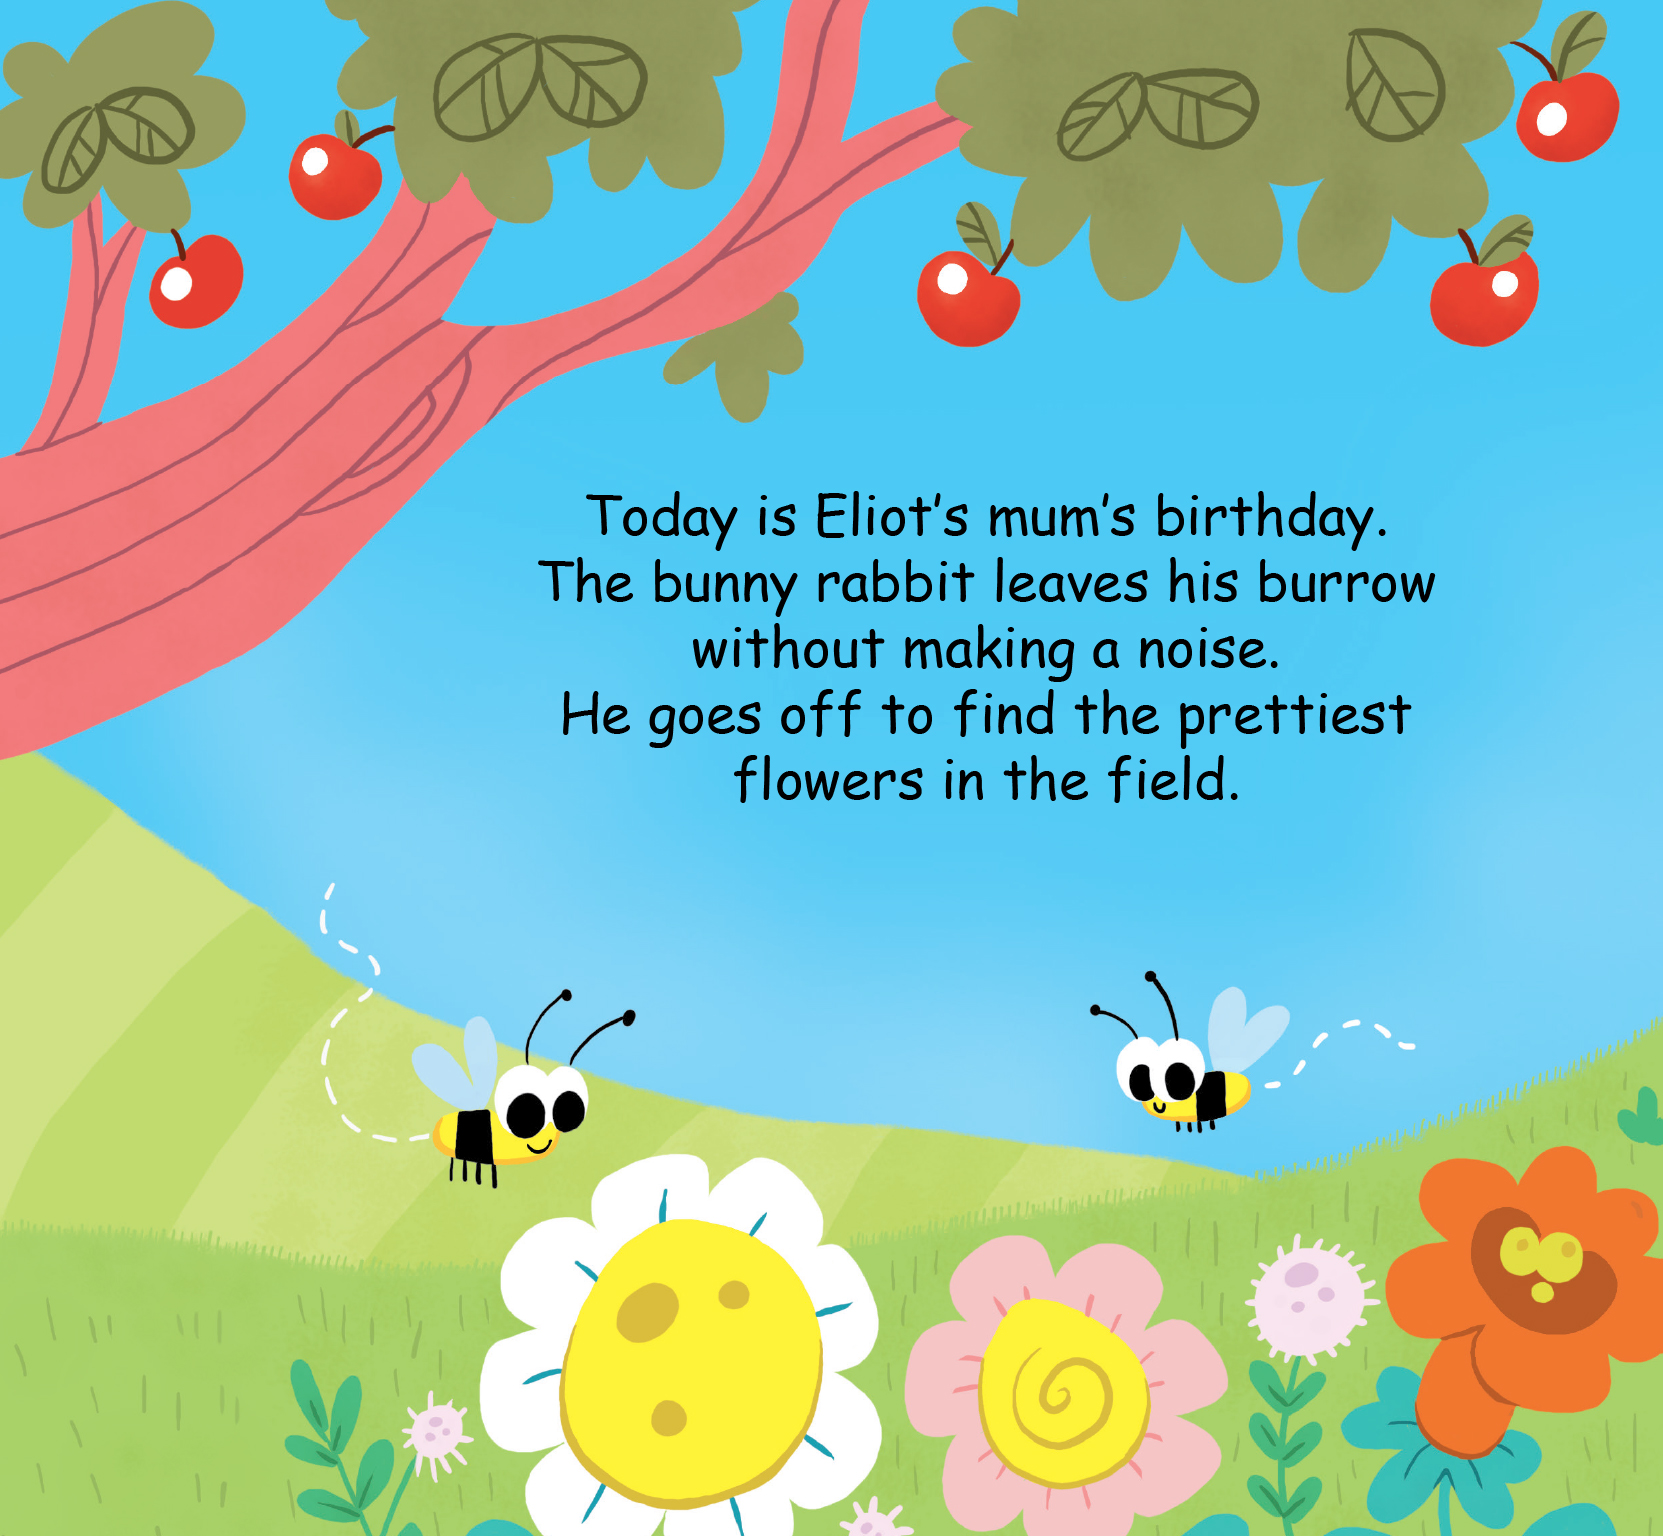 Today is Eliot’s mum’s birthday.
The bunny rabbit leaves his burrow
without making a noise.
He goes off to find the prettiest
flowers in the field.